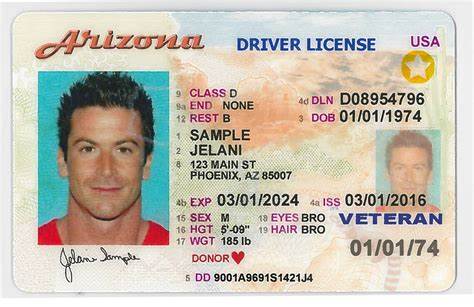 Arizona DRIVER LICENSE USA
9 CLASS D
9a END NONE 4d DLN D08954796
12 REST B 3 DOB 01/01/1974
1 SAMPLE
2 JELANI
8 123 MAIN STREET
PHOENIX, AZ 85007
4b EXP 03/01/2024 4a ISS 03/01/2016
15 SEX M 18 EYES BRO VETERAN
16 HGT 5'-09" 19 HAIR BRO
17 WGT 185 lb 01/01/74
DONOR
Jelani Sample
5 DD 9001A9691S1421J4